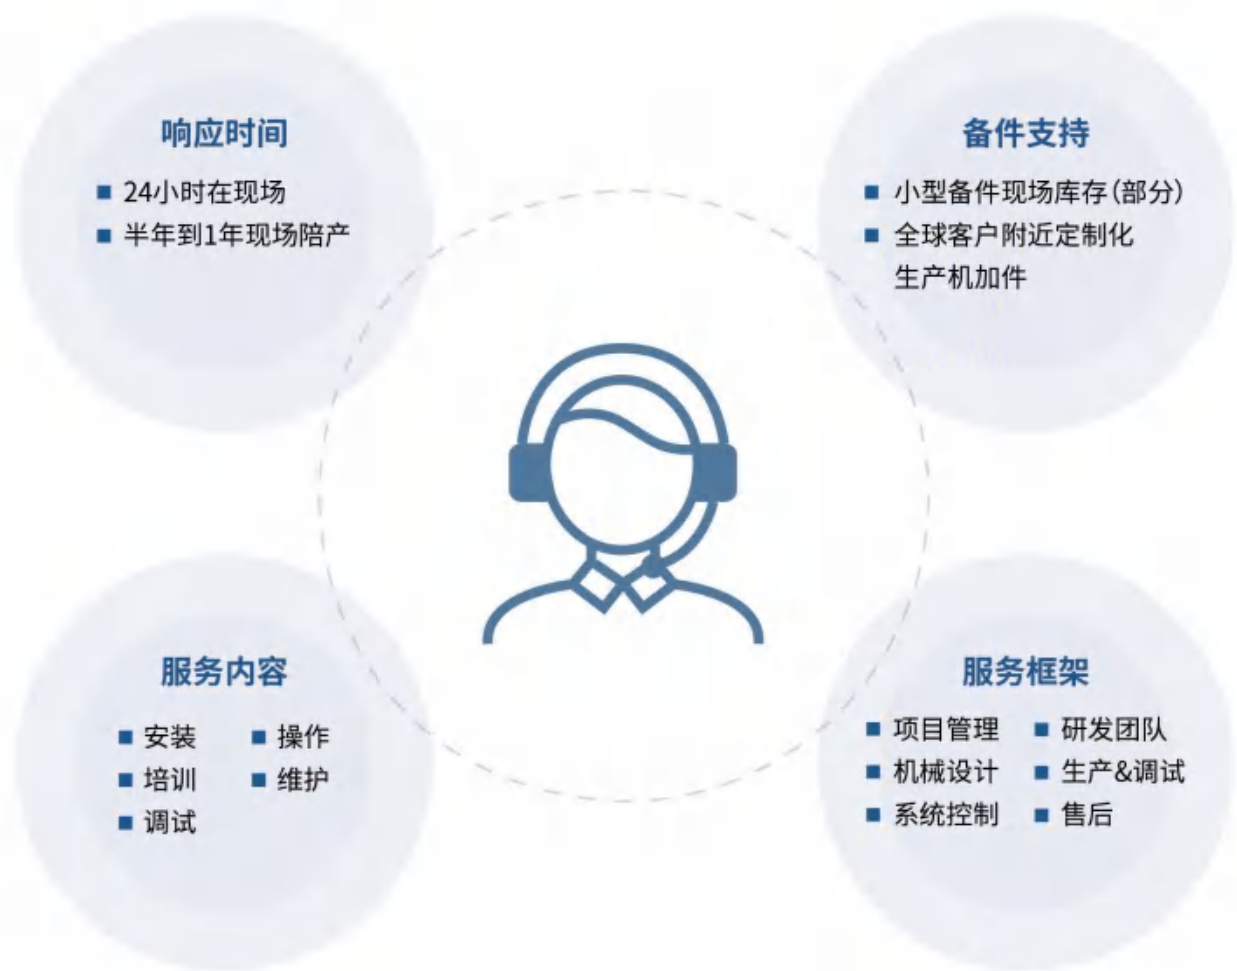 响应时间
24小时在现场
半年到1年现场陪产
备件支持
小型备件现场库存(部分)
全球客户附近定制化
生产机加件
服务内容
安装
操作
培训
维护
调试
服务框架
项目管理
研发团队
机械设计
生产&调试
系统控制
售后